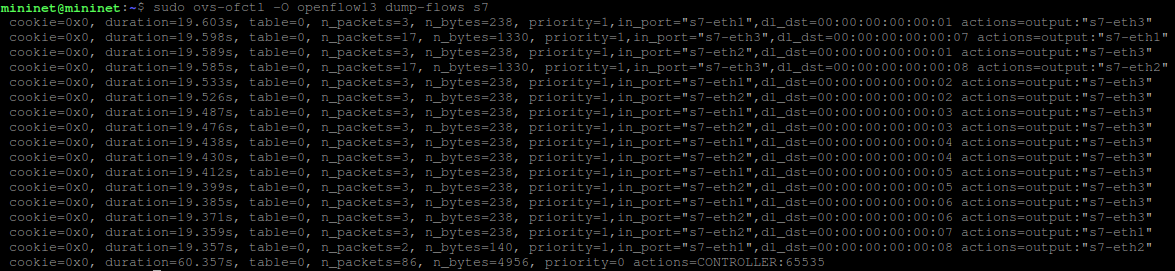 mininet@mininet:~$ sudo ovs-ofctl -O openflow13 dump-flows s7
cookie=0x0, duration=19.603s, table=0, n_packets=3, n_bytes=238, priority=1,in_port="s7-eth1",dl_dst=00:00:00:00:00:01 actions=output:"s7-eth3"
cookie=0x0, duration=19.598s, table=0, n_packets=17, n_bytes=1330, priority=1,in_port="s7-eth3",dl_dst=00:00:00:00:00:07 actions=output:"s7-eth1"
cookie=0x0, duration=19.589s, table=0, n_packets=3, n_bytes=238, priority=1,in_port="s7-eth2",dl_dst=00:00:00:00:00:01 actions=output:"s7-eth3"
cookie=0x0, duration=19.585s, table=0, n_packets=17, n_bytes=1330, priority=1,in_port="s7-eth3",dl_dst=00:00:00:00:00:08 actions=output:"s7-eth2"
cookie=0x0, duration=19.533s, table=0, n_packets=3, n_bytes=238, priority=1,in_port="s7-eth1",dl_dst=00:00:00:00:00:02 actions=output:"s7-eth3"
cookie=0x0, duration=19.526s, table=0, n_packets=3, n_bytes=238, priority=1,in_port="s7-eth2",dl_dst=00:00:00:00:00:02 actions=output:"s7-eth3"
cookie=0x0, duration=19.487s, table=0, n_packets=3, n_bytes=238, priority=1,in_port="s7-eth1",dl_dst=00:00:00:00:00:03 actions=output:"s7-eth3"
cookie=0x0, duration=19.476s, table=0, n_packets=3, n_bytes=238, priority=1,in_port="s7-eth2",dl_dst=00:00:00:00:00:03 actions=output:"s7-eth3"
cookie=0x0, duration=19.438s, table=0, n_packets=3, n_bytes=238, priority=1,in_port="s7-eth1",dl_dst=00:00:00:00:00:04 actions=output:"s7-eth3"
cookie=0x0, duration=19.430s, table=0, n_packets=3, n_bytes=238, priority=1,in_port="s7-eth2",dl_dst=00:00:00:00:00:04 actions=output:"s7-eth3"
cookie=0x0, duration=19.412s, table=0, n_packets=3, n_bytes=238, priority=1,in_port="s7-eth1",dl_dst=00:00:00:00:00:05 actions=output:"s7-eth3"
cookie=0x0, duration=19.399s, table=0, n_packets=3, n_bytes=238, priority=1,in_port="s7-eth2",dl_dst=00:00:00:00:00:05 actions=output:"s7-eth3"
cookie=0x0, duration=19.385s, table=0, n_packets=3, n_bytes=238, priority=1,in_port="s7-eth1",dl_dst=00:00:00:00:00:06 actions=output:"s7-eth3"
cookie=0x0, duration=19.371s, table=0, n_packets=3, n_bytes=238, priority=1,in_port="s7-eth2",dl_dst=00:00:00:00:00:06 actions=output:"s7-eth3"
cookie=0x0, duration=19.359s, table=0, n_packets=3, n_bytes=238, priority=1,in_port="s7-eth2",dl_dst=00:00:00:00:00:07 actions=output:"s7-eth1"
cookie=0x0, duration=19.357s, table=0, n_packets=2, n_bytes=140, priority=1,in_port="s7-eth1",dl_dst=00:00:00:00:00:08 actions=output:"s7-eth2"
cookie=0x0, duration=60.357s, table=0, n_packets=86, n_bytes=4956, priority=0 actions=CONTROLLER:65535